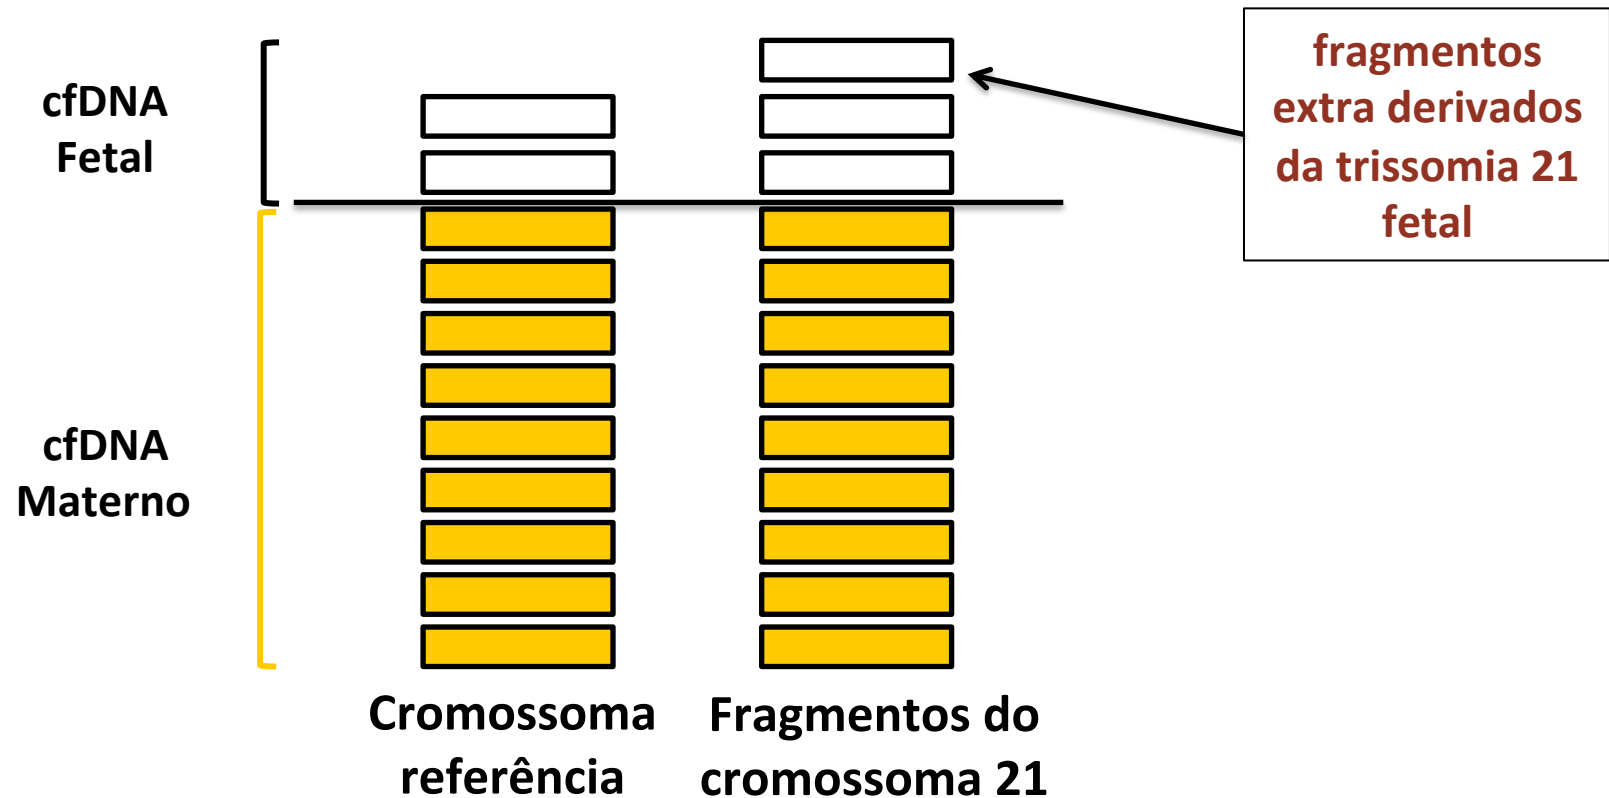 cfDNA
Fetal
fragmentos
extra derivados
da trissomia 21
fetal
cfDNA
Materno
Cromossoma
referência
Fragmentos do
cromossoma 21